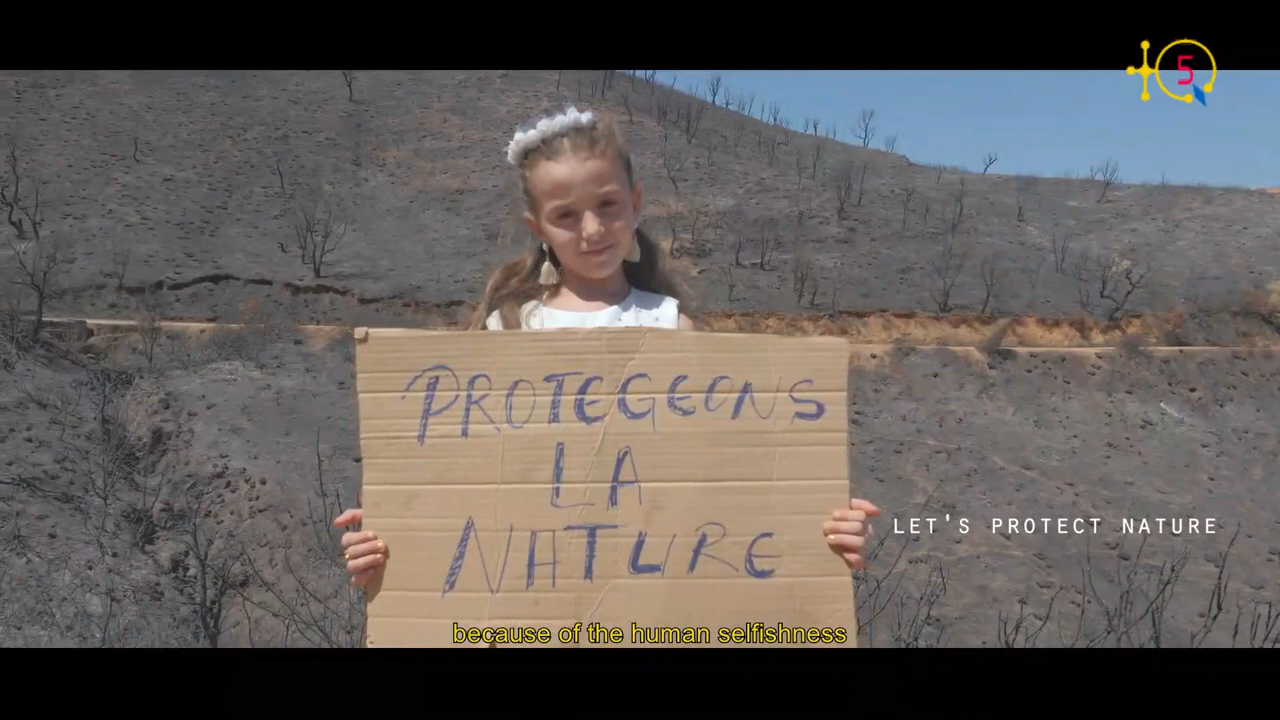 5
PROTEGEONS
LA
NATURE
LET'S PROTECT NATURE
because of the human selfishness